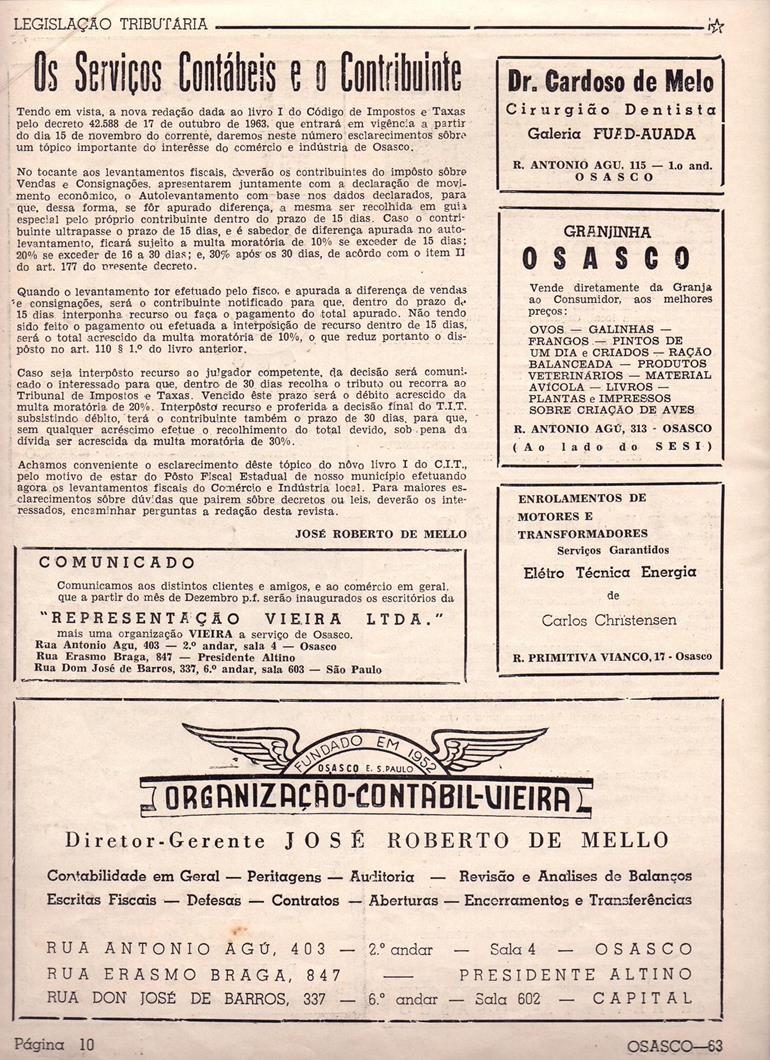 LEGISLAÇÃO TRIBUTÁRIA
Os Serviços Contábeis e o Contribuinte
Tendo em vista, a nova redação dada ao livro I do Código de Impostos e Taxas
pelo decreto 42.588 de 17 de outubro de 1963, que entrará em vigência a partir
do dia 15 de novembro do corrente, daremos neste número esclarecimentos sôbre
um tópico importante do interêsse do comércio e indústria de Osasco.
No tocante aos levantamentos fiscais, deverão os contribuintes do impôsto sôbre
Vendas e Consignações, apresentarem juntamente com a declaração de movi-
mento econômico, o Autolevantamento com base nos dados declarados, para
que, dessa forma, se fôr apurado diferença, a mesma ser recolhida em guia
especial pelo próprio contribuinte dentro do prazo de 15 dias. Caso o contri-
buinte ultrapasse o prazo de 15 dias, e é sabedor de diferença apurada no auto-
levantamento, ficará sujeito a multa moratória de 10% se exceder de 15 dias;
20% se exceder de 16 a 30 dias; e, 30% após os 30 dias, de acôrdo com o item II
do art. 177 do presente decreto.
Quando o levantamento for efetuado pelo fisco, e apurada a diferença de vendas
e consignações, será o contribuinte notificado para que, dentro do prazo de
15 dias interponha recurso ou faça o pagamento do total apurado. Não tendo
sido feito o pagamento ou efetuada a interposição de recurso dentro de 15 dias,
será o total acrescido da multa moratória de 10%, o que reduz portanto o dis-
pôsto no art. 110 § 1.º do livro anterior.
Caso seja interpôsto recurso ao julgador competente, da decisão será comuni-
cado o interessado para que, dentro de 30 dias recolha o tributo ou recorra ao
Tribunal de Impostos e Taxas. Vencido êste prazo será o débito acrescido da
multa moratória de 20%. Interpôsto recurso e proferida a decisão final do T.I.T.
subsistindo débito, terá o contribuinte também o prazo de 30 dias, para que,
sem qualquer acréscimo efetue o recolhimento do total devido, sob pena da
dívida ser acrescida da multa moratória de 30%.
Achamos conveniente o esclarecimento dêste tópico do nôvo livro I do C.I.T.,
pelo motivo de estar do Pôsto Fiscal Estadual de nosso município efetuando
agora os levantamentos fiscais do Comércio e Indústria local. Para maiores es-
clarecimentos sôbre dúvidas que pairem sôbre decretos ou leis, deverão os inte-
ressados, encaminhar perguntas a redação desta revista.
JOSÉ ROBERTO DE MELLO
COMUNICADO
Comunicamos aos distintos clientes e amigos, e ao comércio em geral,
que a partir do mês de Dezembro p.f. serão inaugurados os escritórios da
"REPRESENTAÇÃO VIEIRA LTDA."
mais uma organização VIEIRA a serviço de Osasco.
Rua Antonio Agu, 403 — 2.º andar, sala 4 — Osasco
Rua Erasmo Braga, 847 — Presidente Altino
Rua Dom José de Barros, 337, 6.º andar, sala 603 — São Paulo
Dr. Cardoso de Melo
Cirurgião Dentista
Galeria FUAD-AUADA
R. ANTONIO AGU, 115 — 1.o and.
OSASCO
GRANJINHA
OSASCO
Vende diretamente da Granja
ao Consumidor, aos melhores
preços:
OVOS — GALINHAS —
FRANGOS — PINTOS DE
UM DIA e CRIADOS — RAÇÃO
BALANCEADA — PRODUTOS
VETERINÁRIOS — MATERIAL
AVÍCOLA — LIVROS —
PLANTAS e IMPRESSOS
SOBRE CRIAÇÃO DE AVES
R. ANTONIO AGÚ, 313 - OSASCO
(Ao lado do SESI)
ENROLAMENTOS DE
MOTORES E
TRANSFORMADORES
Serviços Garantidos
Elétro Técnica Energia
de
Carlos Christensen
R. PRIMITIVA VIANCO, 17 - Osasco
FUNDADO EM 1952
OSASCO E. S. PAULO
ORGANIZAÇÃO-CONTÁBIL-VIEIRA
Diretor-Gerente JOSÉ ROBERTO DE MELLO
Contabilidade em Geral — Peritagens — Auditoria — Revisão e Analises de Balanços
Escritas Fiscais — Defesas — Contratos — Aberturas — Encerramentos e Transferências
RUA ANTONIO AGÚ, 403 — 2.º andar — Sala 4 — OSASCO
RUA ERASMO BRAGA, 847 — PRESIDENTE ALTINO
RUA DON JOSÉ DE BARROS, 337 — 6.º andar — Sala 602 — CAPITAL
Página 10
OSASCO—63